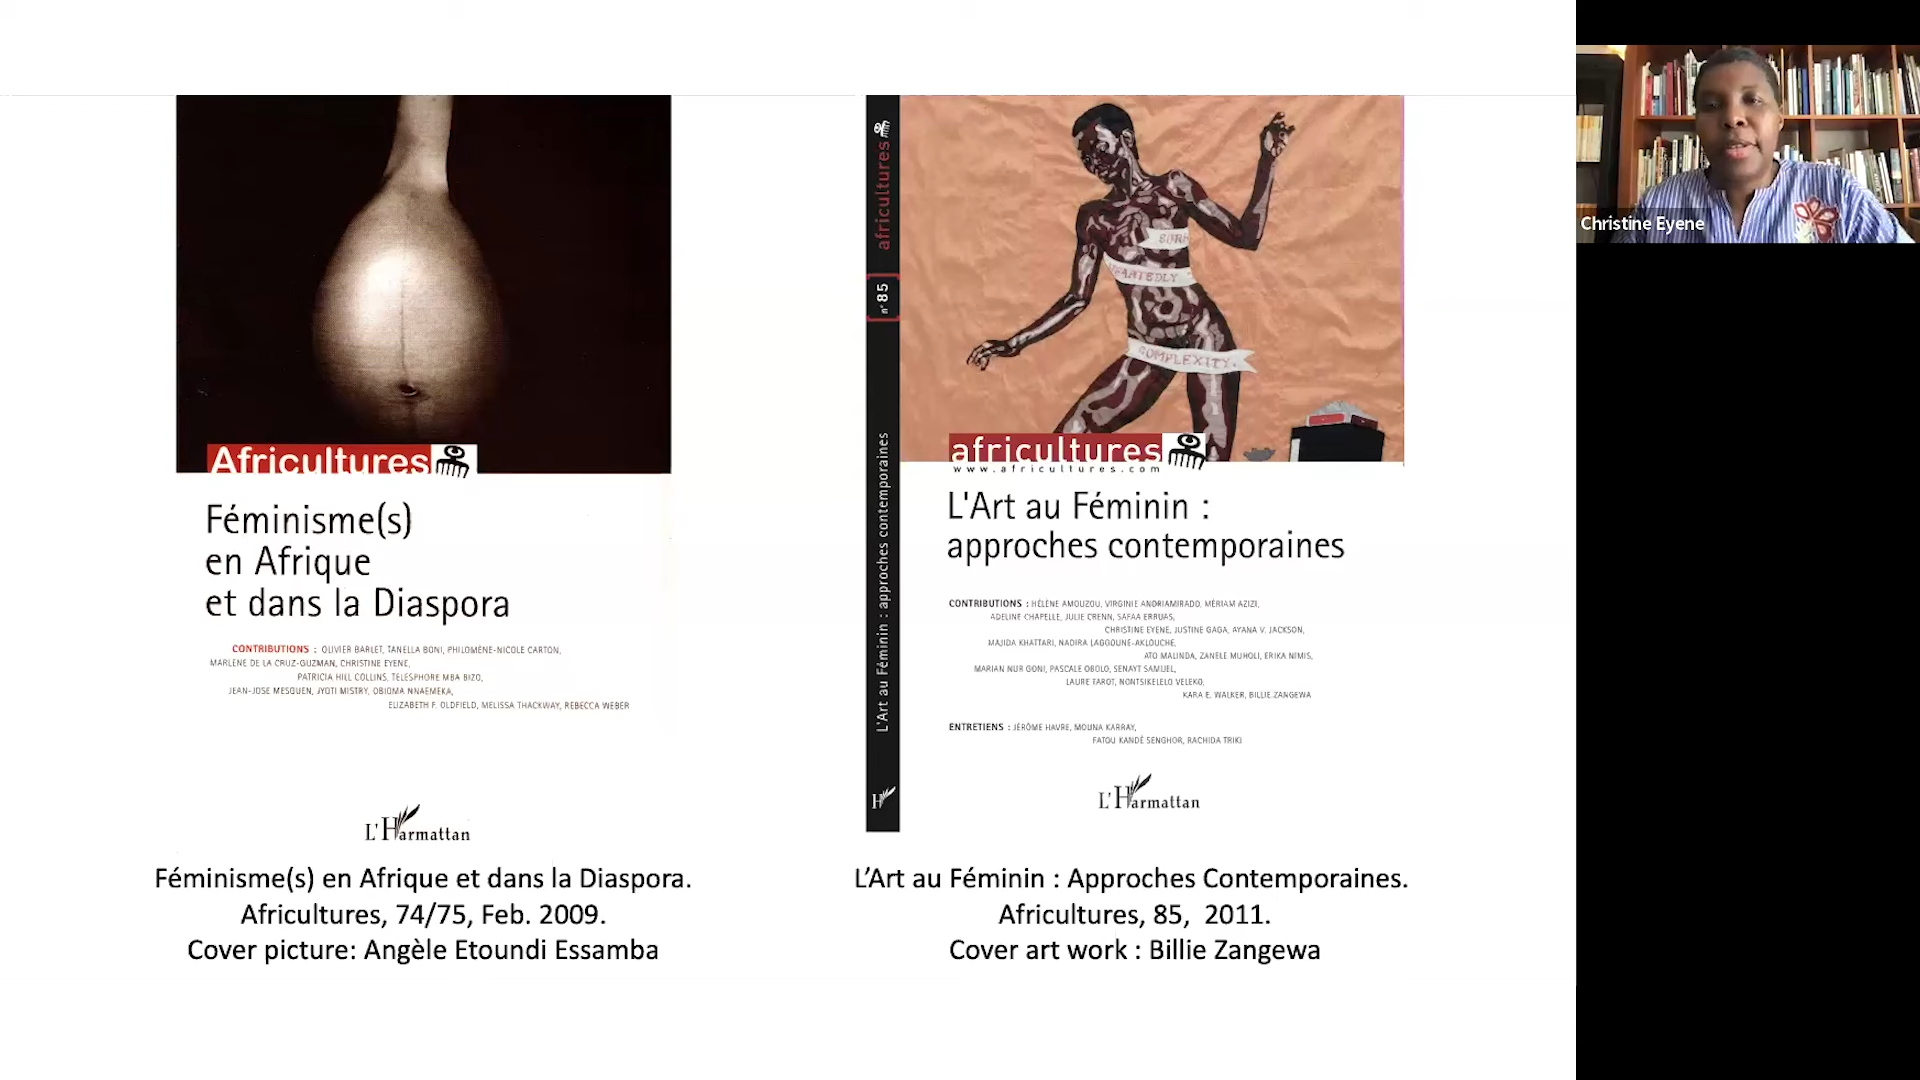 Africultures
Féminisme(s)
en Afrique
et dans la Diaspora
CONTRIBUTIONS : OLIVIER BARLET, TANELLA BONI, PHILOMÈNE-NICOLE CARTON,
MARLENE DE LA CRUZ-GUZMAN, CHRISTINE EYENE,
PATRICIA HILL COLLINS, TELESPHORE MBA BIZO,
JEAN-JOSE MESGUEN, JYOTI MISTRY, OBIOMA NNAEMEKA,
ELIZABETH F. OLDFIELD, MELISSA THACKWAY, REBECCA WEBER
L'Harmattan
Féminisme(s) en Afrique et dans la Diaspora.
Africultures, 74/75, Feb. 2009.
Cover picture: Angèle Etoundi Essamba
africultures
n° 85
L'Art au Féminin : approches contemporaines
H
COMPLEXITY.
africultures
www.africultures.com
L'Art au Féminin :
approches contemporaines
CONTRIBUTIONS : HÉLÈNE AMOUZOU, VIRGINIE ANDRIAMIRADO, MÉRIAM AZIZI,
ADELINE CHAPELLE, JULIE CRENN, SAFAA ERRUAS,
CHRISTINE EYENE, JUSTINE GAGA, AYANA V. JACKSON,
MAJIDA KHATTARI, NADIRA LAGGOUNE-AKLOUCHE,
ATO MALINDA, ZANELE MUHOLI, ERIKA NIMIS,
MARIAN NUR GONI, PASCALE OBOLO, SENAYT SAMUEL,
LAURE TAROT, NONTSIKELELO VELEKO,
KARA E. WALKER, BILLIE ZANGEWA
ENTRETIENS : JÉRÔME HAVRE, MOUNA KARRAY,
FATOU KANDÉ SENGHOR, RACHIDA TRIKI
L'Harmattan
L’Art au Féminin : Approches Contemporaines.
Africultures, 85, 2011.
Cover art work : Billie Zangewa
Christine Eyene